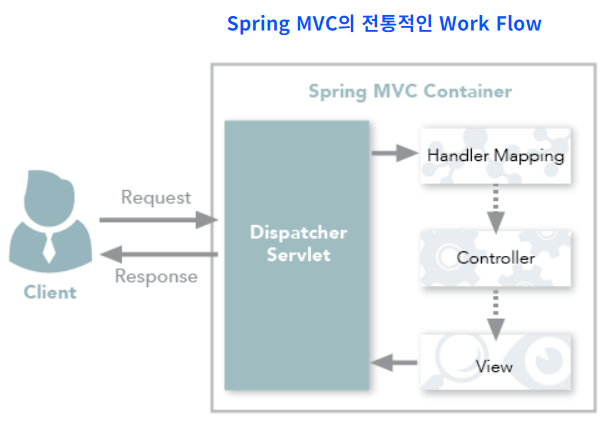 Spring MVC의 전통적인 Work Flow
Spring MVC Container
Handler Mapping
Request
Dispatcher
Servlet
Controller
Response
Client
View